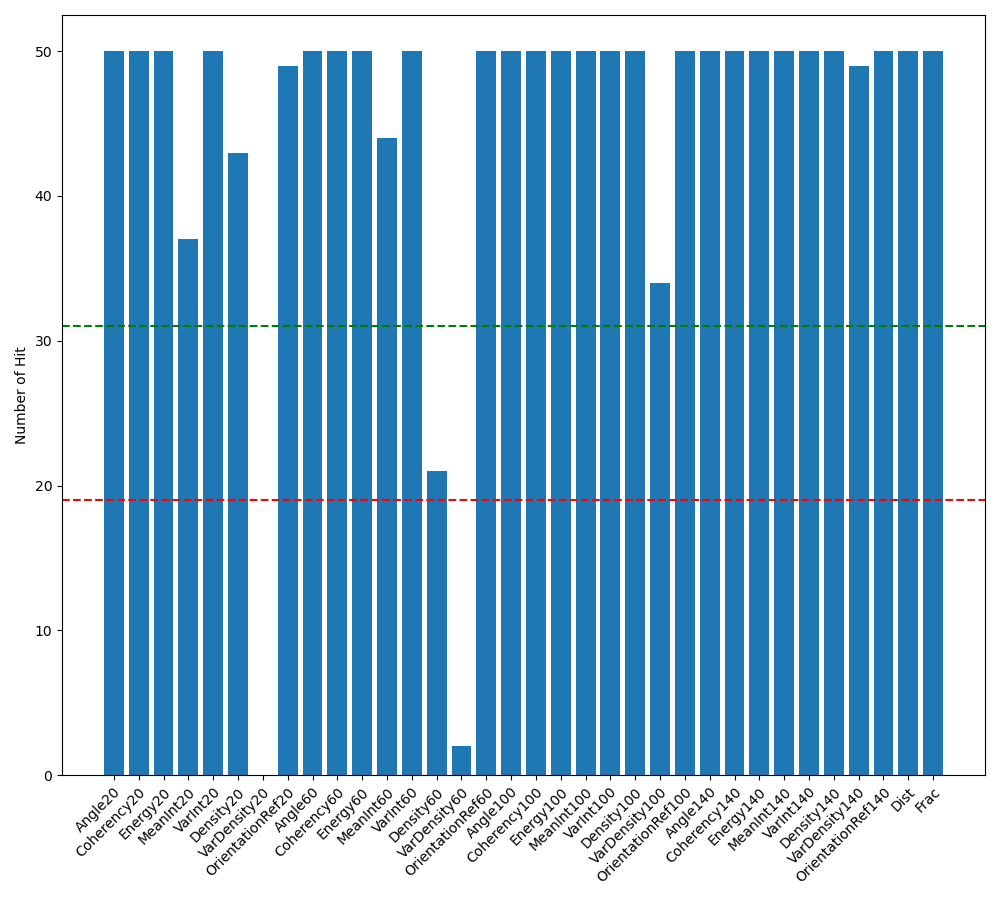 50
40
30
20
10
0
Number of Hit
Angle20
Coherency20
Energy20
MeanInt20
VarInt20
Density20
VarDensity20
OrientationRef20
Angle60
Coherency60
Energy60
MeanInt60
VarInt60
Density60
VarDensity60
OrientationRef60
Angle100
Coherency100
Energy100
MeanInt100
VarInt100
Density100
VarDensity100
OrientationRef100
Angle140
Coherency140
Energy140
MeanInt140
VarInt140
Density140
VarDensity140
OrientationRef140
Dist
Frac